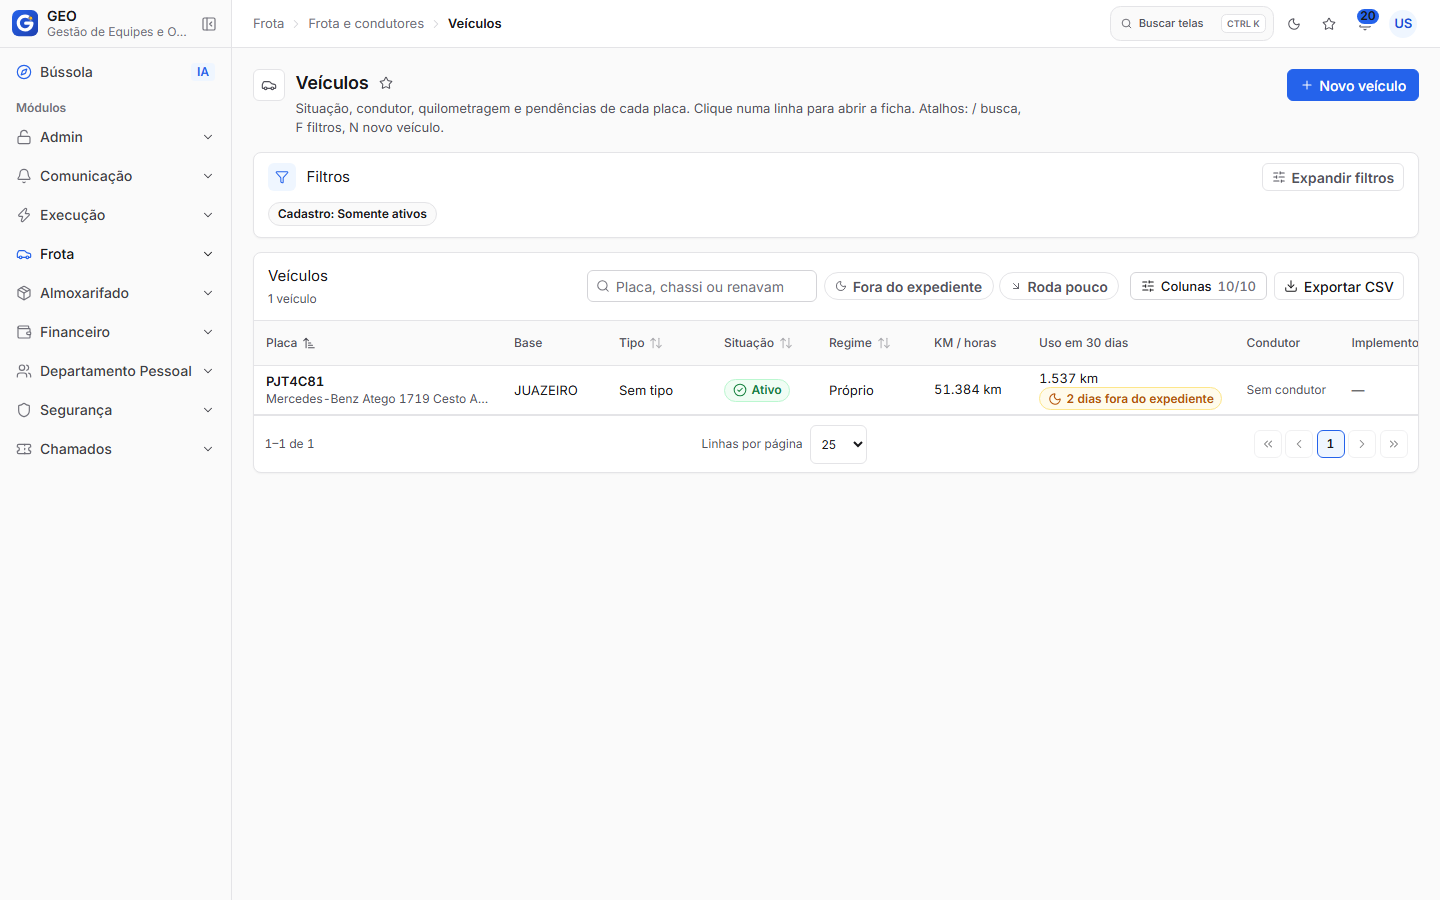 GEO
Gestão de Equipes e O...
Bússola IA
Módulos
Admin
Comunicação
Execução
Frota
Almoxarifado
Financeiro
Departamento Pessoal
Segurança
Chamados
Frota Frota e condutores Veículos
Buscar telas CTRL K
20
US
Veículos
Situação, condutor, quilometragem e pendências de cada placa. Clique numa linha para abrir a ficha. Atalhos: / busca,
F filtros, N novo veículo.
+ Novo veículo
Filtros
Expandir filtros
Cadastro: Somente ativos
Veículos
1 veículo
Placa, chassi ou renavam
Fora do expediente
Roda pouco
Colunas 10/10
Exportar CSV
Placa Base Tipo Situação Regime KM / horas Uso em 30 dias Condutor Implemento
PJT4C81
Mercedes-Benz Atego 1719 Cesto A...
JUAZEIRO
Sem tipo
Ativo
Próprio
51.384 km
1.537 km
2 dias fora do expediente
Sem condutor
—
1–1 de 1
Linhas por página 25
« ‹ 1 › »